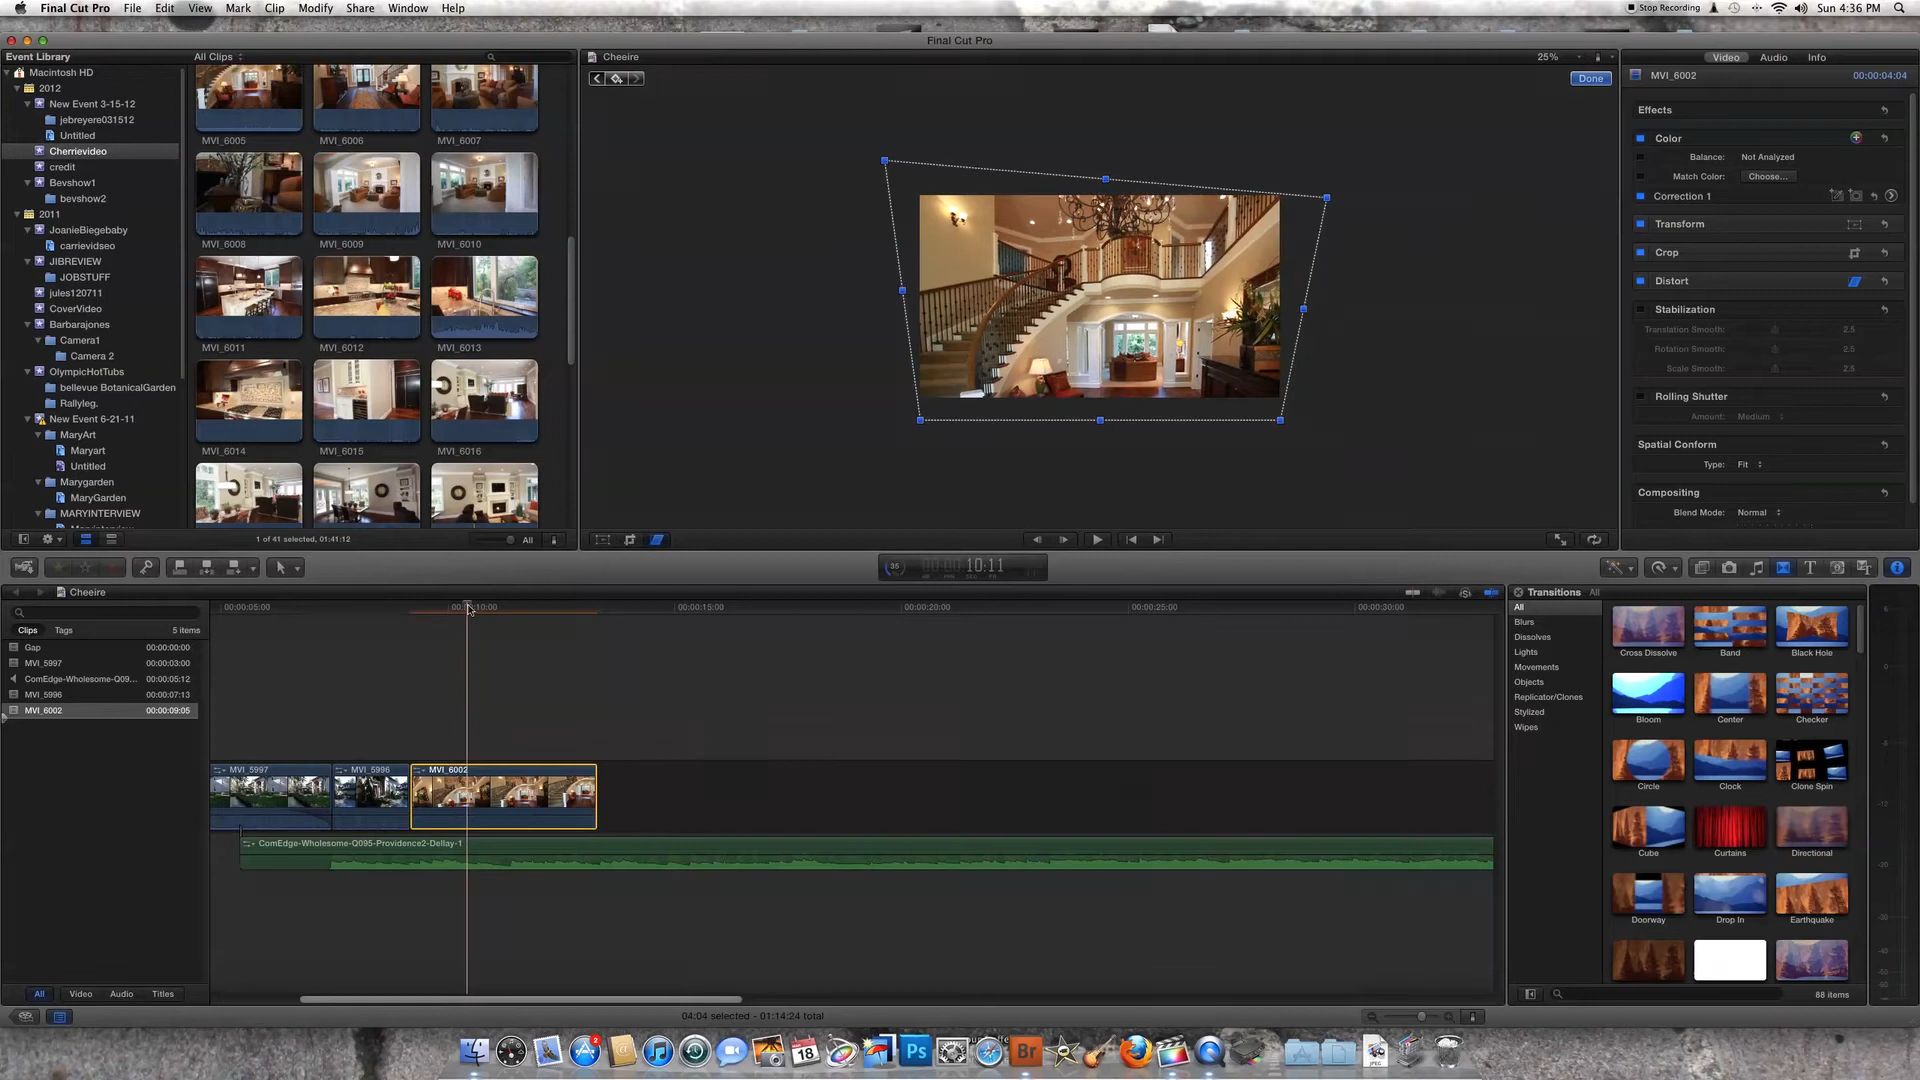 Final Cut Pro File Edit View Mark Clip Modify Share Window Help
Stop Recording Sun 4:36 PM
Final Cut Pro
Event Library
Macintosh HD
2012
New Event 3-15-12
jebreyere031512
Untitled
Cherrievideo
credit
Bevshow1
bevshow2
2011
JoanieBiegebaby
carrievidseo
JIBREVIEW
JOBSTUFF
jules120711
CoverVideo
Barbarajones
Camera1
Camera 2
OlympicHotTubs
bellevue BotanicalGarden
Rallyleg.
New Event 6-21-11
MaryArt
Maryart
Untitled
Marygarden
MaryGarden
MARYINTERVIEW
All Clips
MVI_6005 MVI_6006 MVI_6007
MVI_6008 MVI_6009 MVI_6010
MVI_6011 MVI_6012 MVI_6013
MVI_6014 MVI_6015 MVI_6016
1 of 41 selected, 01:41:12
All
Cheeire
25%
Done
Video Audio Info
MVI_6002 00:00:04:04
Effects
Color
Balance: Not Analyzed
Match Color: Choose...
Correction 1
Transform
Crop
Distort
Stabilization
Translation Smooth: 2.5
Rotation Smooth: 2.5
Scale Smooth: 2.5
Rolling Shutter
Amount: Medium
Spatial Conform
Type: Fit
Compositing
Blend Mode: Normal
35 10:11
Cheeire
Clips Tags 5 items
Gap 00:00:00:00
MVI_5997 00:00:03:00
ComEdge-Wholesome-Q09... 00:00:05:12
MVI_5996 00:00:07:13
MVI_6002 00:00:09:05
All Video Audio Titles
00:00:05:00 00:00:15:00 00:00:20:00 00:00:25:00 00:00:30:00
MVI_5997 MVI_5996 MVI_6002
ComEdge-Wholesome-Q095-Providence2-Dellay-1
04:04 selected - 01:14:24 total
Transitions All
All
Blurs
Dissolves
Lights
Movements
Objects
Replicator/Clones
Stylized
Wipes
Cross Dissolve Band Black Hole
Bloom Center Checker
Circle Clock Clone Spin
Cube Curtains Directional
Doorway Drop In Earthquake
88 items
2
18
Ps
Br
JPEG